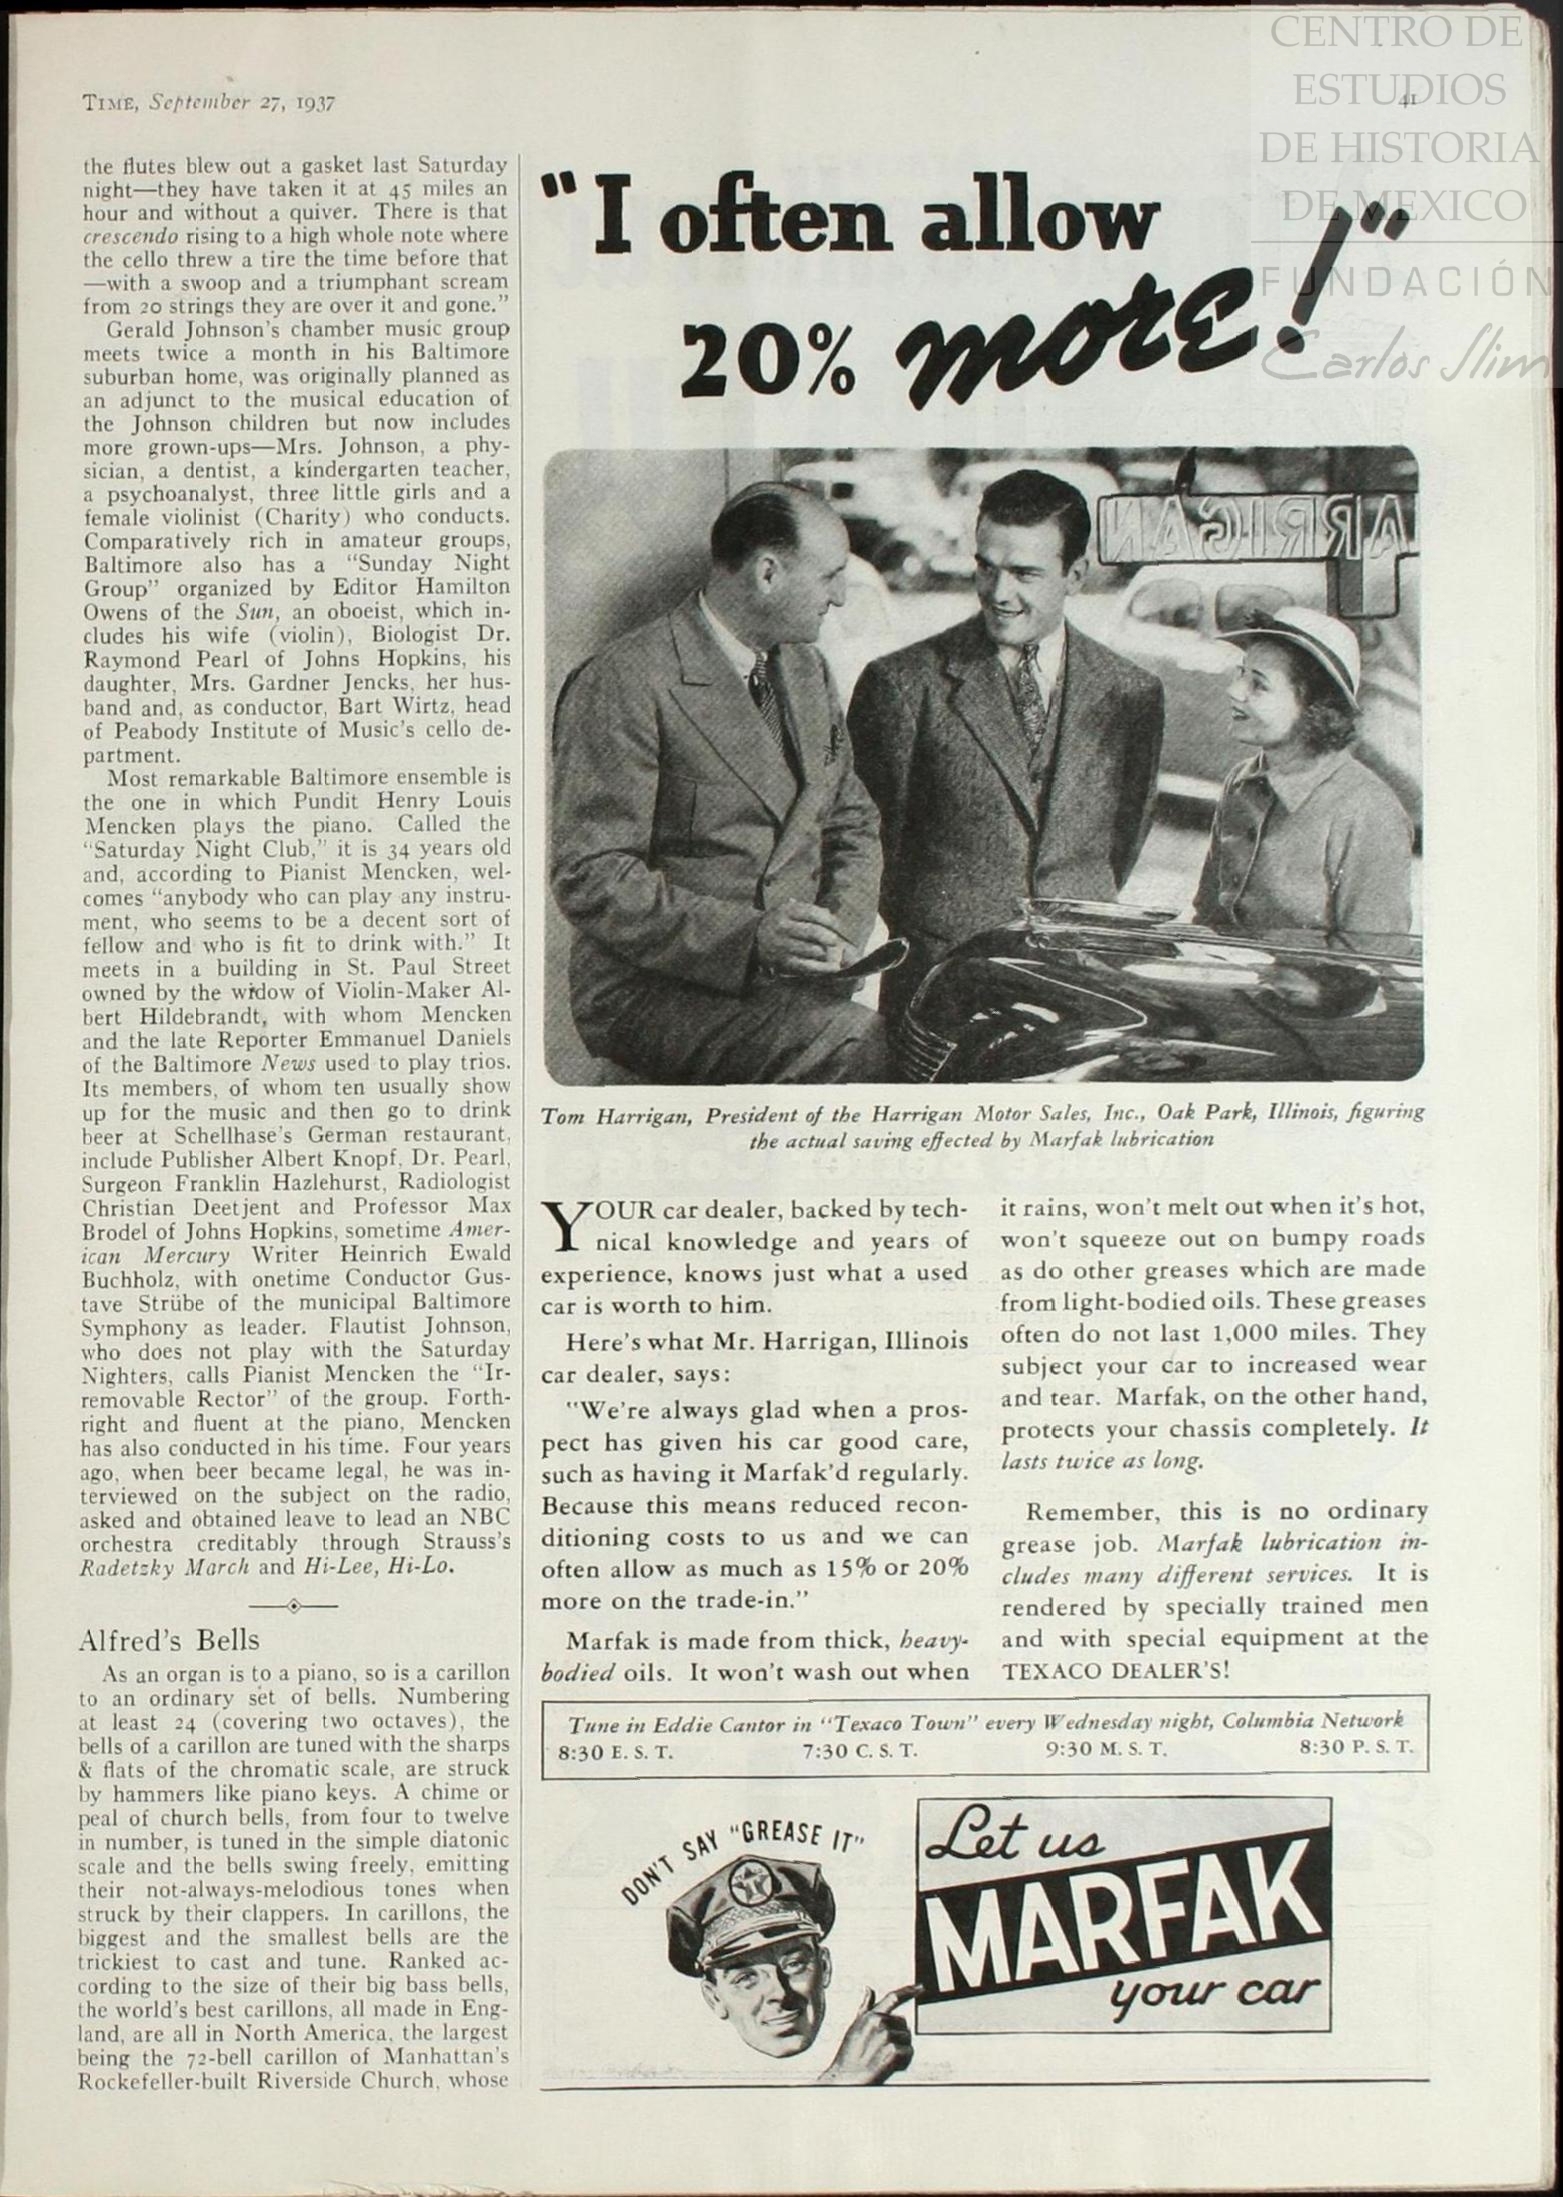 TIME, September 27, 1937
41
CENTRO DE
ESTUDIOS
DE HISTORIA
DE MEXICO
FUNDACIÓN
Carlos Slim
the flutes blew out a gasket last Saturday
night—they have taken it at 45 miles an
hour and without a quiver. There is that
crescendo rising to a high whole note where
the cello threw a tire the time before that
—with a swoop and a triumphant scream
from 20 strings they are over it and gone.”
Gerald Johnson's chamber music group
meets twice a month in his Baltimore
suburban home, was originally planned as
an adjunct to the musical education of
the Johnson children but now includes
more grown-ups—Mrs. Johnson, a phy-
sician, a dentist, a kindergarten teacher,
a psychoanalyst, three little girls and a
female violinist (Charity) who conducts.
Comparatively rich in amateur groups,
Baltimore also has a “Sunday Night
Group” organized by Editor Hamilton
Owens of the Sun, an oboeist, which in-
cludes his wife (violin), Biologist Dr.
Raymond Pearl of Johns Hopkins, his
daughter, Mrs. Gardner Jencks, her hus-
band and, as conductor, Bart Wirtz, head
of Peabody Institute of Music's cello de-
partment.
Most remarkable Baltimore ensemble is
the one in which Pundit Henry Louis
Mencken plays the piano. Called the
“Saturday Night Club,” it is 34 years old
and, according to Pianist Mencken, wel-
comes “anybody who can play any instru-
ment, who seems to be a decent sort of
fellow and who is fit to drink with.” It
meets in a building in St. Paul Street
owned by the widow of Violin-Maker Al-
bert Hildebrandt, with whom Mencken
and the late Reporter Emmanuel Daniels
of the Baltimore News used to play trios.
Its members, of whom ten usually show
up for the music and then go to drink
beer at Schellhase's German restaurant,
include Publisher Albert Knopf, Dr. Pearl,
Surgeon Franklin Hazlehurst, Radiologist
Christian Deetjent and Professor Max
Brodel of Johns Hopkins, sometime Amer-
ican Mercury Writer Heinrich Ewald
Buchholz, with onetime Conductor Gus-
tave Strübe of the municipal Baltimore
Symphony as leader. Flautist Johnson,
who does not play with the Saturday
Nighters, calls Pianist Mencken the “Ir-
removable Rector” of the group. Forth-
right and fluent at the piano, Mencken
has also conducted in his time. Four years
ago, when beer became legal, he was in-
terviewed on the subject on the radio,
asked and obtained leave to lead an NBC
orchestra creditably through Strauss's
Radetzky March and Hi-Lee, Hi-Lo.
Alfred's Bells
As an organ is to a piano, so is a carillon
to an ordinary set of bells. Numbering
at least 24 (covering two octaves), the
bells of a carillon are tuned with the sharps
& flats of the chromatic scale, are struck
by hammers like piano keys. A chime or
peal of church bells, from four to twelve
in number, is tuned in the simple diatonic
scale and the bells swing freely, emitting
their not-always-melodious tones when
struck by their clappers. In carillons, the
biggest and the smallest bells are the
trickiest to cast and tune. Ranked ac-
cording to the size of their big bass bells,
the world's best carillons, all made in Eng-
land, are all in North America, the largest
being the 72-bell carillon of Manhattan's
Rockefeller-built Riverside Church, whose
“I often allow
20% more!”
ARRIGAN
Tom Harrigan, President of the Harrigan Motor Sales, Inc., Oak Park, Illinois, figuring
the actual saving effected by Marfak lubrication
YOUR car dealer, backed by tech-
nical knowledge and years of
experience, knows just what a used
car is worth to him.
Here's what Mr. Harrigan, Illinois
car dealer, says:
“We're always glad when a pros-
pect has given his car good care,
such as having it Marfak'd regularly.
Because this means reduced recon-
ditioning costs to us and we can
often allow as much as 15% or 20%
more on the trade-in.”
Marfak is made from thick, heavy-
bodied oils. It won't wash out when
it rains, won't melt out when it's hot,
won't squeeze out on bumpy roads
as do other greases which are made
from light-bodied oils. These greases
often do not last 1,000 miles. They
subject your car to increased wear
and tear. Marfak, on the other hand,
protects your chassis completely. It
lasts twice as long.
Remember, this is no ordinary
grease job. Marfak lubrication in-
cludes many different services. It is
rendered by specially trained men
and with special equipment at the
TEXACO DEALER'S!
Tune in Eddie Cantor in “Texaco Town” every Wednesday night, Columbia Network
8:30 E. S. T. 7:30 C. S. T. 9:30 M. S. T. 8:30 P. S. T.
DON'T SAY “GREASE IT”
T
Let us
MARFAK
your car